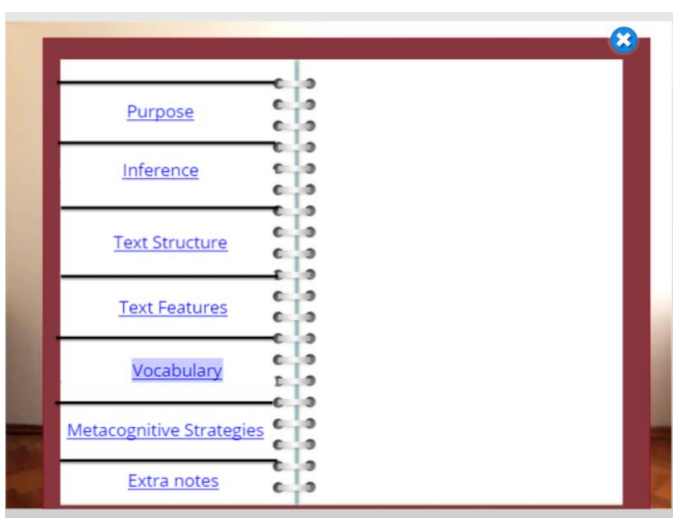 Purpose
Inference
Text Structure
Text Features
Vocabulary
Metacognitive Strategies
Extra notes